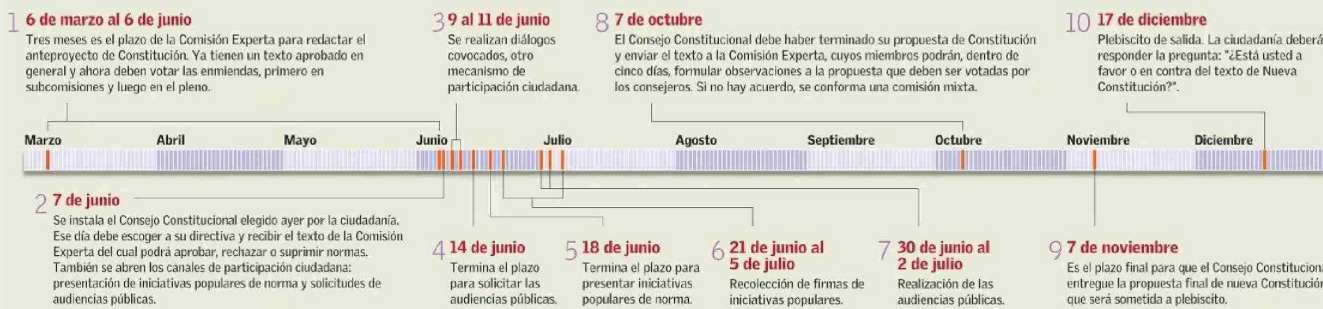 1 6 de marzo al 6 de junio
Tres meses es el plazo de la Comisión Experta para redactar el
anteproyecto de Constitución. Ya tienen un texto aprobado en
general y ahora deben votar las enmiendas, primero en
subcomisiones y luego en el pleno.
3 9 al 11 de junio
Se realizan diálogos
covocados, otro
mecanismo de
participación ciudadana.
8 7 de octubre
El Consejo Constitucional debe haber terminado su propuesta de Constitución
y enviar el texto a la Comisión Experta, cuyos miembros podrán, dentro de
cinco días, formular observaciones a la propuesta que deben ser votadas por
los consejeros. Si no hay acuerdo, se conforma una comisión mixta.
10 17 de diciembre
Plebiscito de salida. La ciudadanía deberá
responder la pregunta: "¿Está usted a
favor o en contra del texto de Nueva
Constitución?".
Marzo Abril Mayo Junio Julio Agosto Septiembre Octubre Noviembre Diciembre
2 7 de junio
Se instala el Consejo Constitucional elegido ayer por la ciudadanía.
Ese día debe escoger a su directiva y recibir el texto de la Comisión
Experta del cual podrá aprobar, rechazar o suprimir normas.
También se abren los canales de participación ciudadana:
presentación de iniciativas populares de norma y solicitudes de
audiencias públicas.
4 14 de junio
Termina el plazo
para solicitar las
audiencias públicas.
5 18 de junio
Termina el plazo para
presentar iniciativas
populares de norma.
6 21 de junio al
5 de julio
Recolección de firmas de
iniciativas populares.
7 30 de junio al
2 de julio
Realización de las
audiencias públicas.
9 7 de noviembre
Es el plazo final para que el Consejo Constituciona
entregue la propuesta final de nueva Constitución
que será sometida a plebiscito.